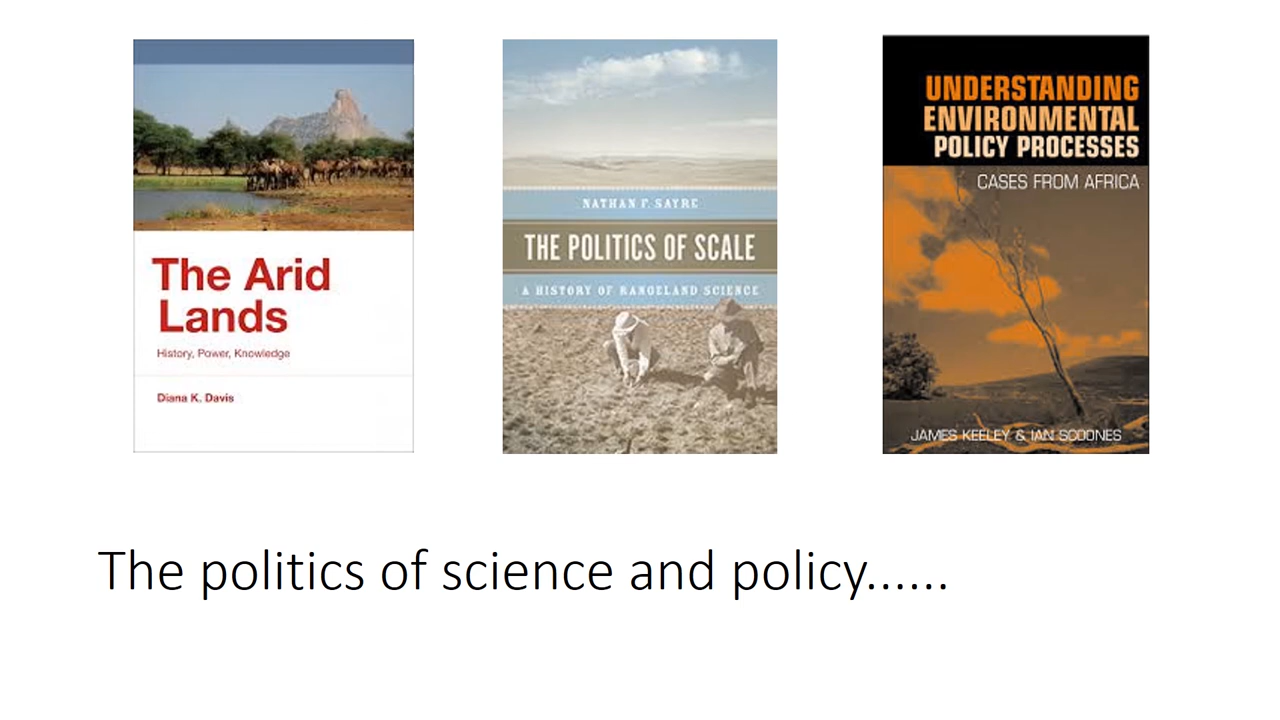 The Arid
Lands
History, Power, Knowledge
Diana K. Davis
NATHAN F. SAYRE
THE POLITICS OF SCALE
A HISTORY OF RANGELAND SCIENCE
UNDERSTANDING
ENVIRONMENTAL
POLICY PROCESSES
CASES FROM AFRICA
JAMES KEELEY & IAN SCOONES
The politics of science and policy......